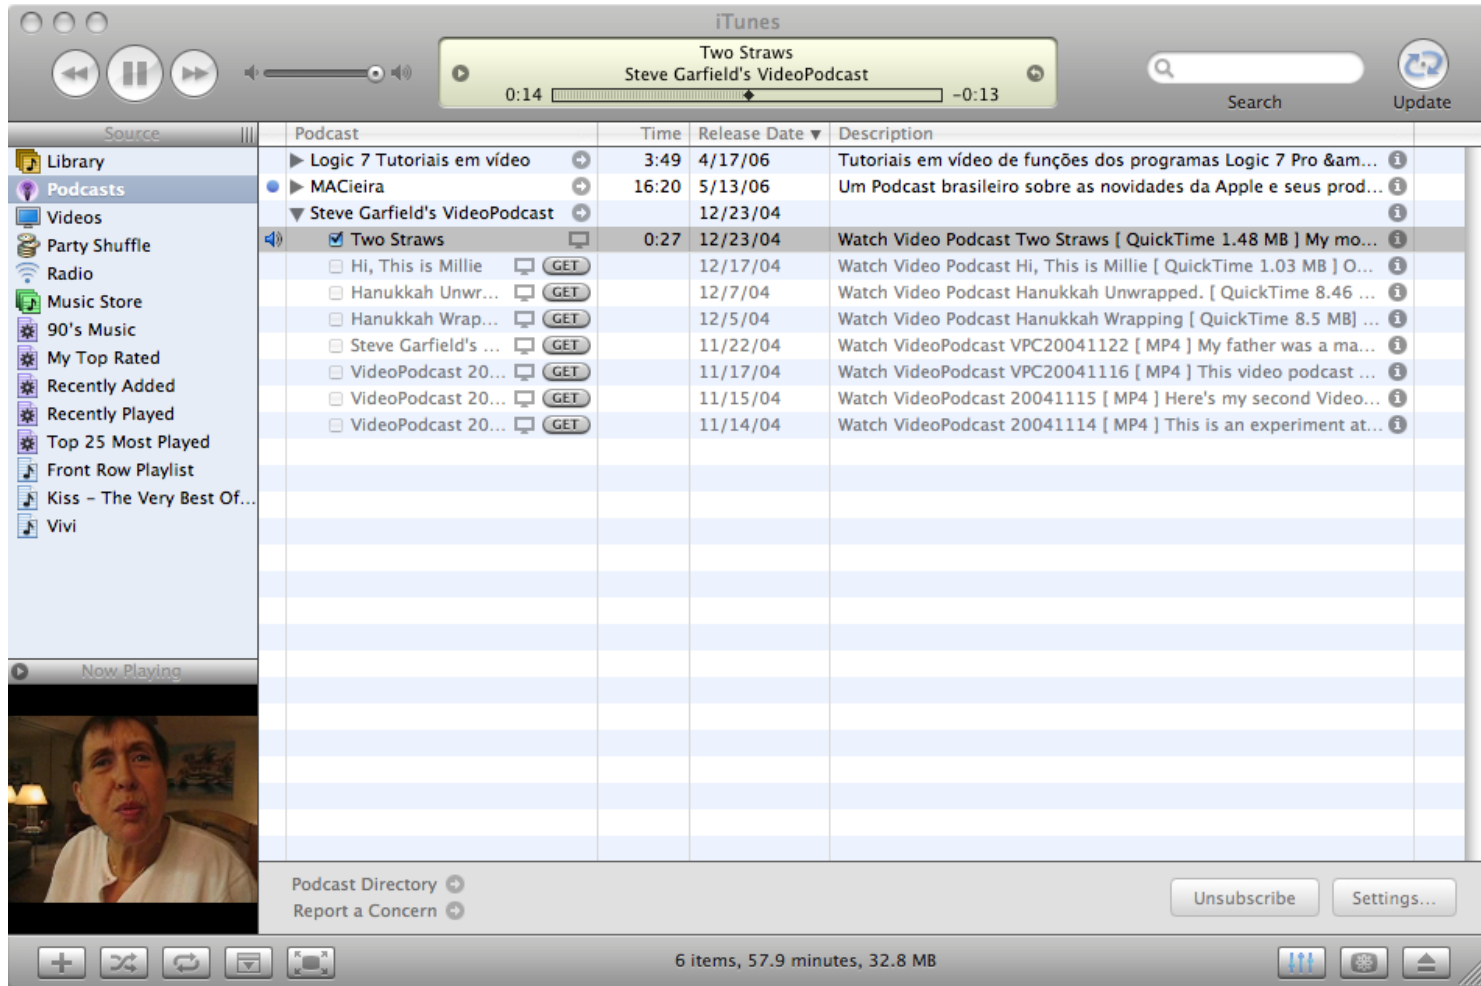 iTunes
Two Straws
Steve Garfield's VideoPodcast
0:14 -0:13
Search
Update
Source
Library
Podcasts
Videos
Party Shuffle
Radio
Music Store
90's Music
My Top Rated
Recently Added
Recently Played
Top 25 Most Played
Front Row Playlist
Kiss - The Very Best Of...
Vivi
Now Playing
Podcast Time Release Date Description
Logic 7 Tutoriais em vídeo 3:49 4/17/06 Tutoriais em vídeo de funções dos programas Logic 7 Pro &am...
MACieira 16:20 5/13/06 Um Podcast brasileiro sobre as novidades da Apple e seus prod...
Steve Garfield's VideoPodcast 12/23/04
Two Straws 0:27 12/23/04 Watch Video Podcast Two Straws [ QuickTime 1.48 MB ] My mo...
Hi, This is Millie GET 12/17/04 Watch Video Podcast Hi, This is Millie [ QuickTime 1.03 MB ] O...
Hanukkah Unwr... GET 12/7/04 Watch Video Podcast Hanukkah Unwrapped. [ QuickTime 8.46 ...
Hanukkah Wrap... GET 12/5/04 Watch Video Podcast Hanukkah Wrapping [ QuickTime 8.5 MB] ...
Steve Garfield's ... GET 11/22/04 Watch VideoPodcast VPC20041122 [ MP4 ] My father was a ma...
VideoPodcast 20... GET 11/17/04 Watch VideoPodcast VPC20041116 [ MP4 ] This video podcast ...
VideoPodcast 20... GET 11/15/04 Watch VideoPodcast 20041115 [ MP4 ] Here's my second Video...
VideoPodcast 20... GET 11/14/04 Watch VideoPodcast 20041114 [ MP4 ] This is an experiment at...
Podcast Directory
Report a Concern
Unsubscribe Settings...
6 items, 57.9 minutes, 32.8 MB